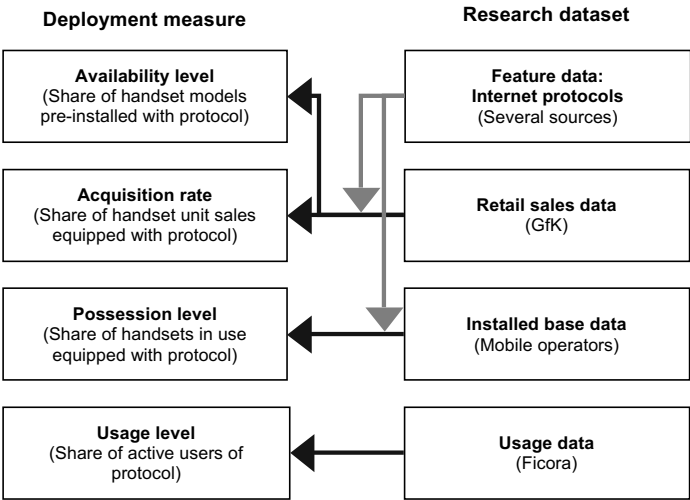 Deployment measure
Research dataset
Availability level
(Share of handset models
pre-installed with protocol)
Feature data:
Internet protocols
(Several sources)
Acquisition rate
(Share of handset unit sales
equipped with protocol)
Retail sales data
(GfK)
Possession level
(Share of handsets in use
equipped with protocol)
Installed base data
(Mobile operators)
Usage level
(Share of active users of
protocol)
Usage data
(Ficora)